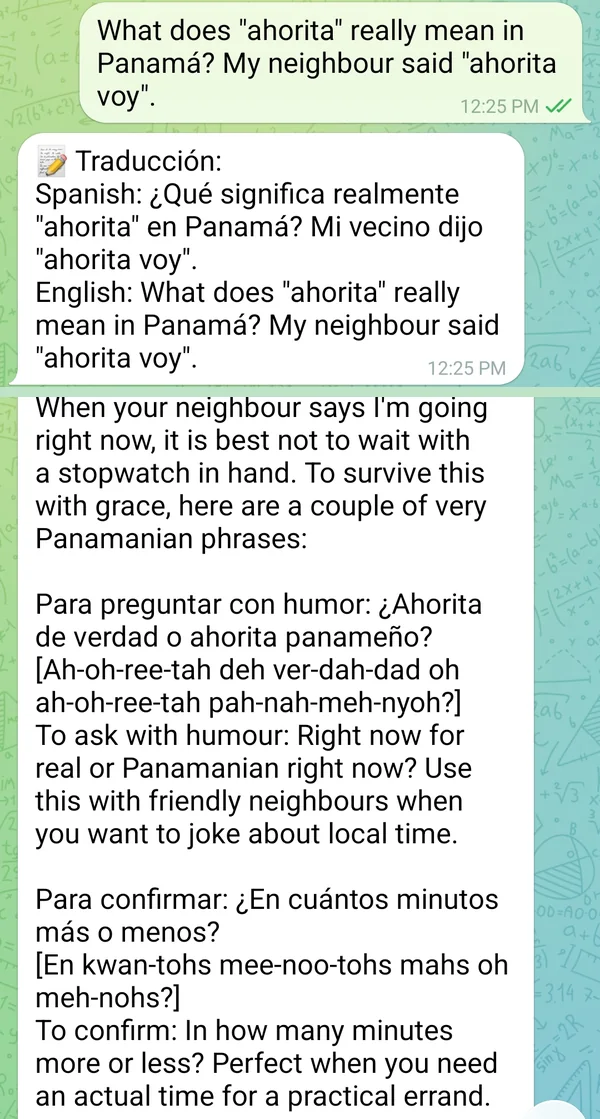 What does "ahorita" really mean in
Panamá? My neighbour said "ahorita
voy".
12:25 PM
Traducción:
Spanish: ¿Qué significa realmente
"ahorita" en Panamá? Mi vecino dijo
"ahorita voy".
English: What does "ahorita" really
mean in Panamá? My neighbour said
"ahorita voy".
12:25 PM
When your neighbour says I'm going
right now, it is best not to wait with
a stopwatch in hand. To survive this
with grace, here are a couple of very
Panamanian phrases:
Para preguntar con humor: ¿Ahorita
de verdad o ahorita panameño?
[Ah-oh-ree-tah deh ver-dah-dad oh
ah-oh-ree-tah pah-nah-meh-nyoh?]
To ask with humour: Right now for
real or Panamanian right now? Use
this with friendly neighbours when
you want to joke about local time.
Para confirmar: ¿En cuántos minutos
más o menos?
[En kwan-tohs mee-noo-tohs mahs oh
meh-nohs?]
To confirm: In how many minutes
more or less? Perfect when you need
an actual time for a practical errand.